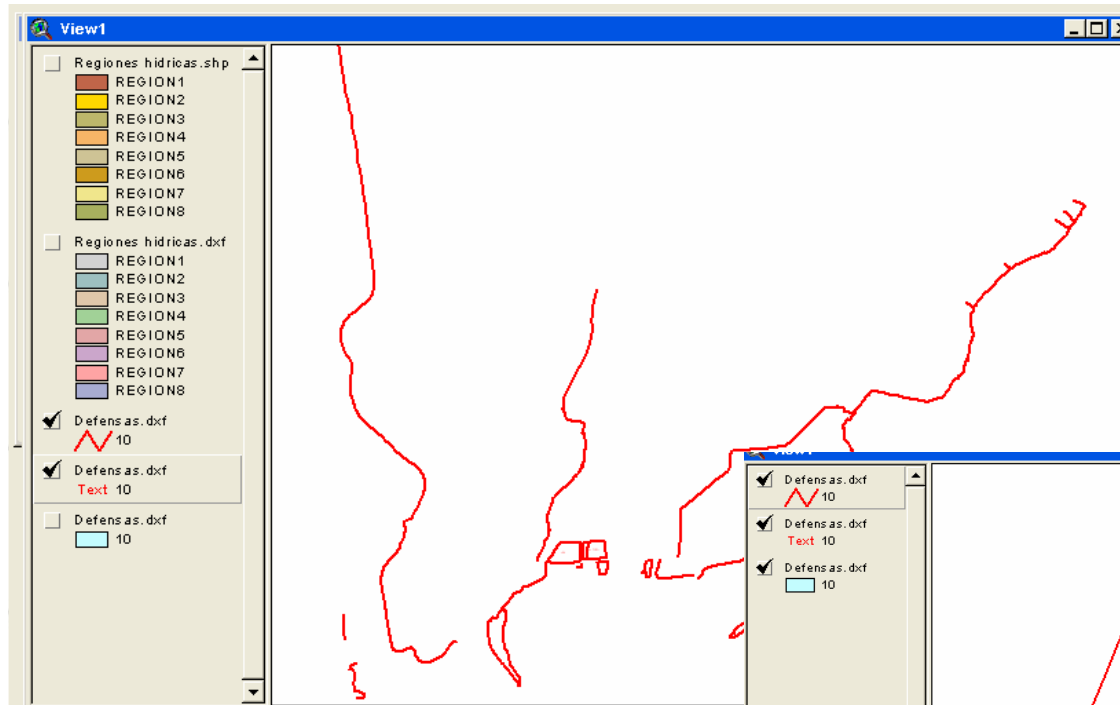 View1
Regiones hidricas.shp
REGION1
REGION2
REGION3
REGION4
REGION5
REGION6
REGION7
REGION8
Regiones hidricas.dxf
REGION1
REGION2
REGION3
REGION4
REGION5
REGION6
REGION7
REGION8
Defensas.dxf
10
Defensas.dxf
Text 10
Defensas.dxf
10
View1
Defensas.dxf
10
Defensas.dxf
Text 10
Defensas.dxf
10